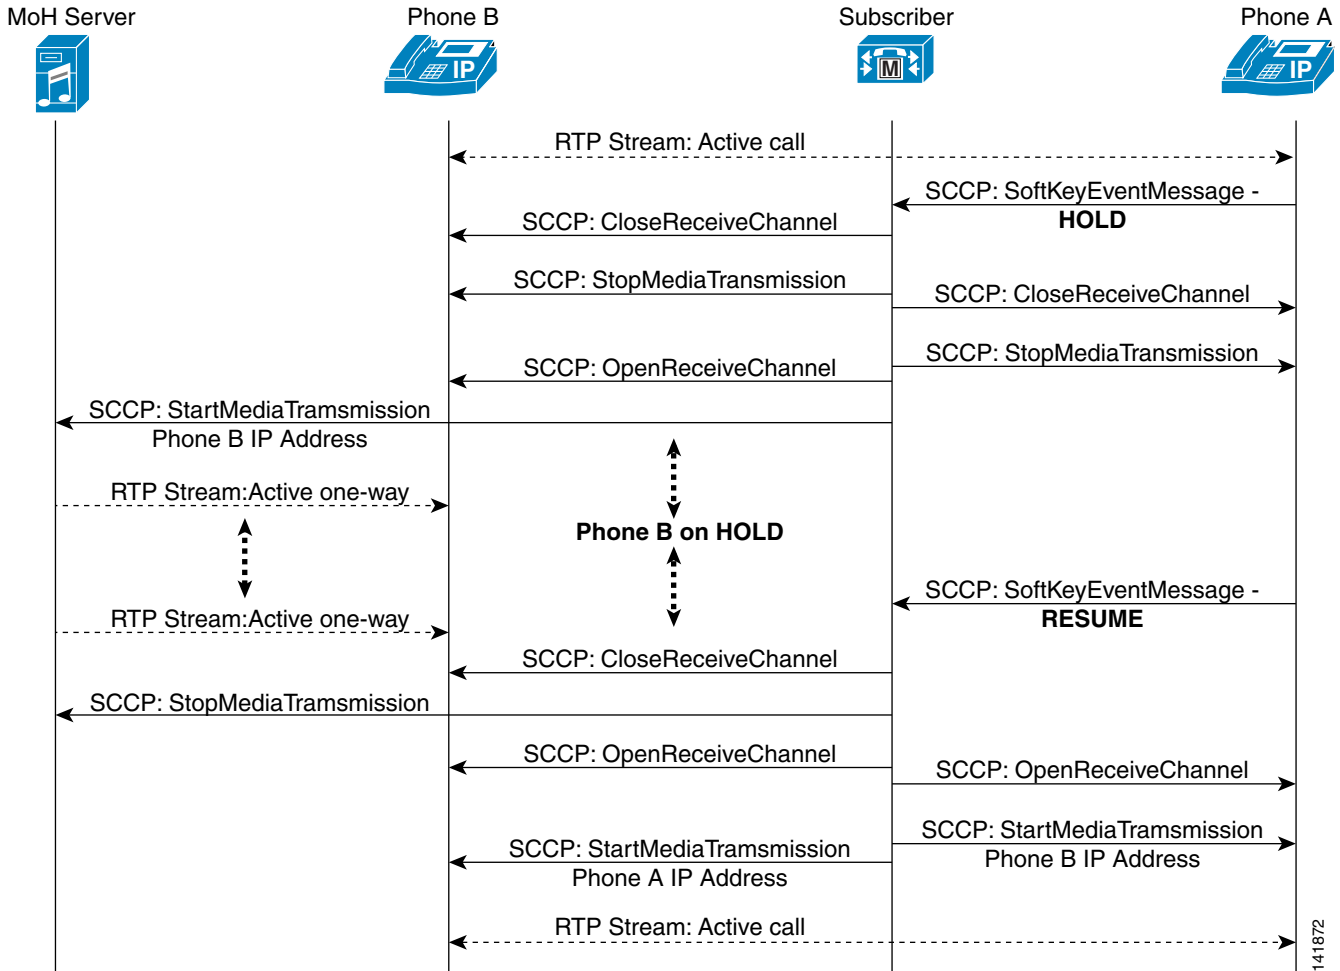 MoH Server
Phone B
Subscriber
Phone A
IP
M
IP
RTP Stream: Active call
SCCP: SoftKeyEventMessage -
HOLD
SCCP: CloseReceiveChannel
SCCP: StopMediaTransmission
SCCP: CloseReceiveChannel
SCCP: StopMediaTransmission
SCCP: OpenReceiveChannel
SCCP: StartMediaTramsmission
Phone B IP Address
RTP Stream:Active one-way
Phone B on HOLD
SCCP: SoftKeyEventMessage -
RESUME
RTP Stream:Active one-way
SCCP: CloseReceiveChannel
SCCP: StopMediaTramsmission
SCCP: OpenReceiveChannel
SCCP: OpenReceiveChannel
SCCP: StartMediaTramsmission
Phone B IP Address
SCCP: StartMediaTramsmission
Phone A IP Address
RTP Stream: Active call
141872